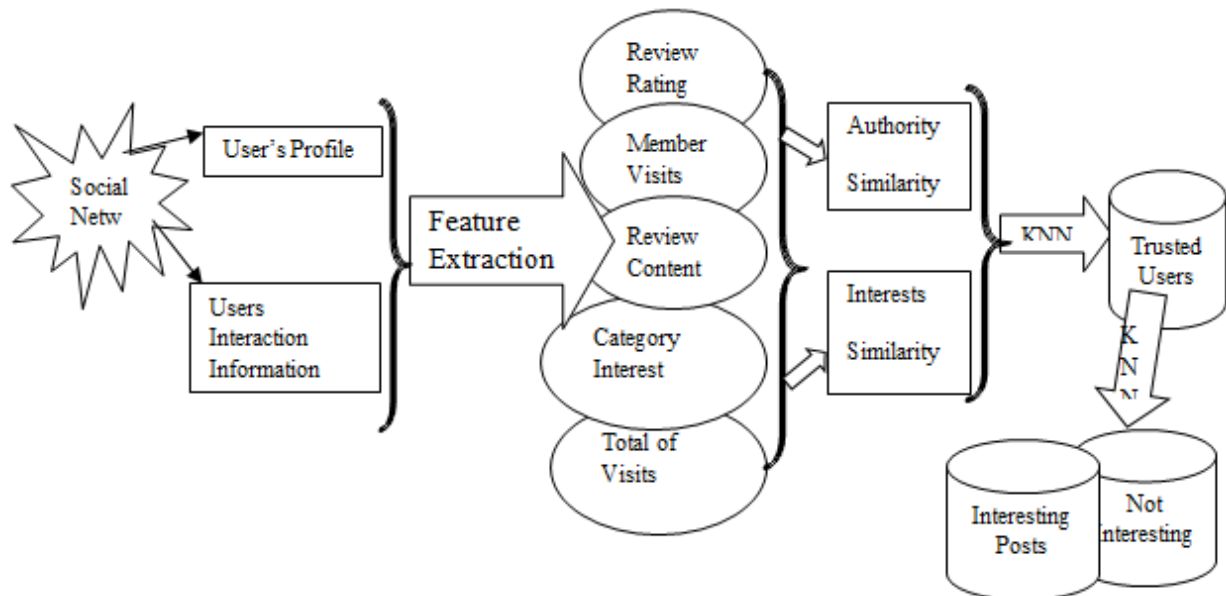 Social
Netw
User's Profile
Users
Interaction
Information
Feature
Extraction
Review
Rating
Member
Visits
Review
Content
Category
Interest
Total of
Visits
Authority
Similarity
Interests
Similarity
KNN
Trusted
Users
K
N
N
Interesting
Posts
Not
Interesting